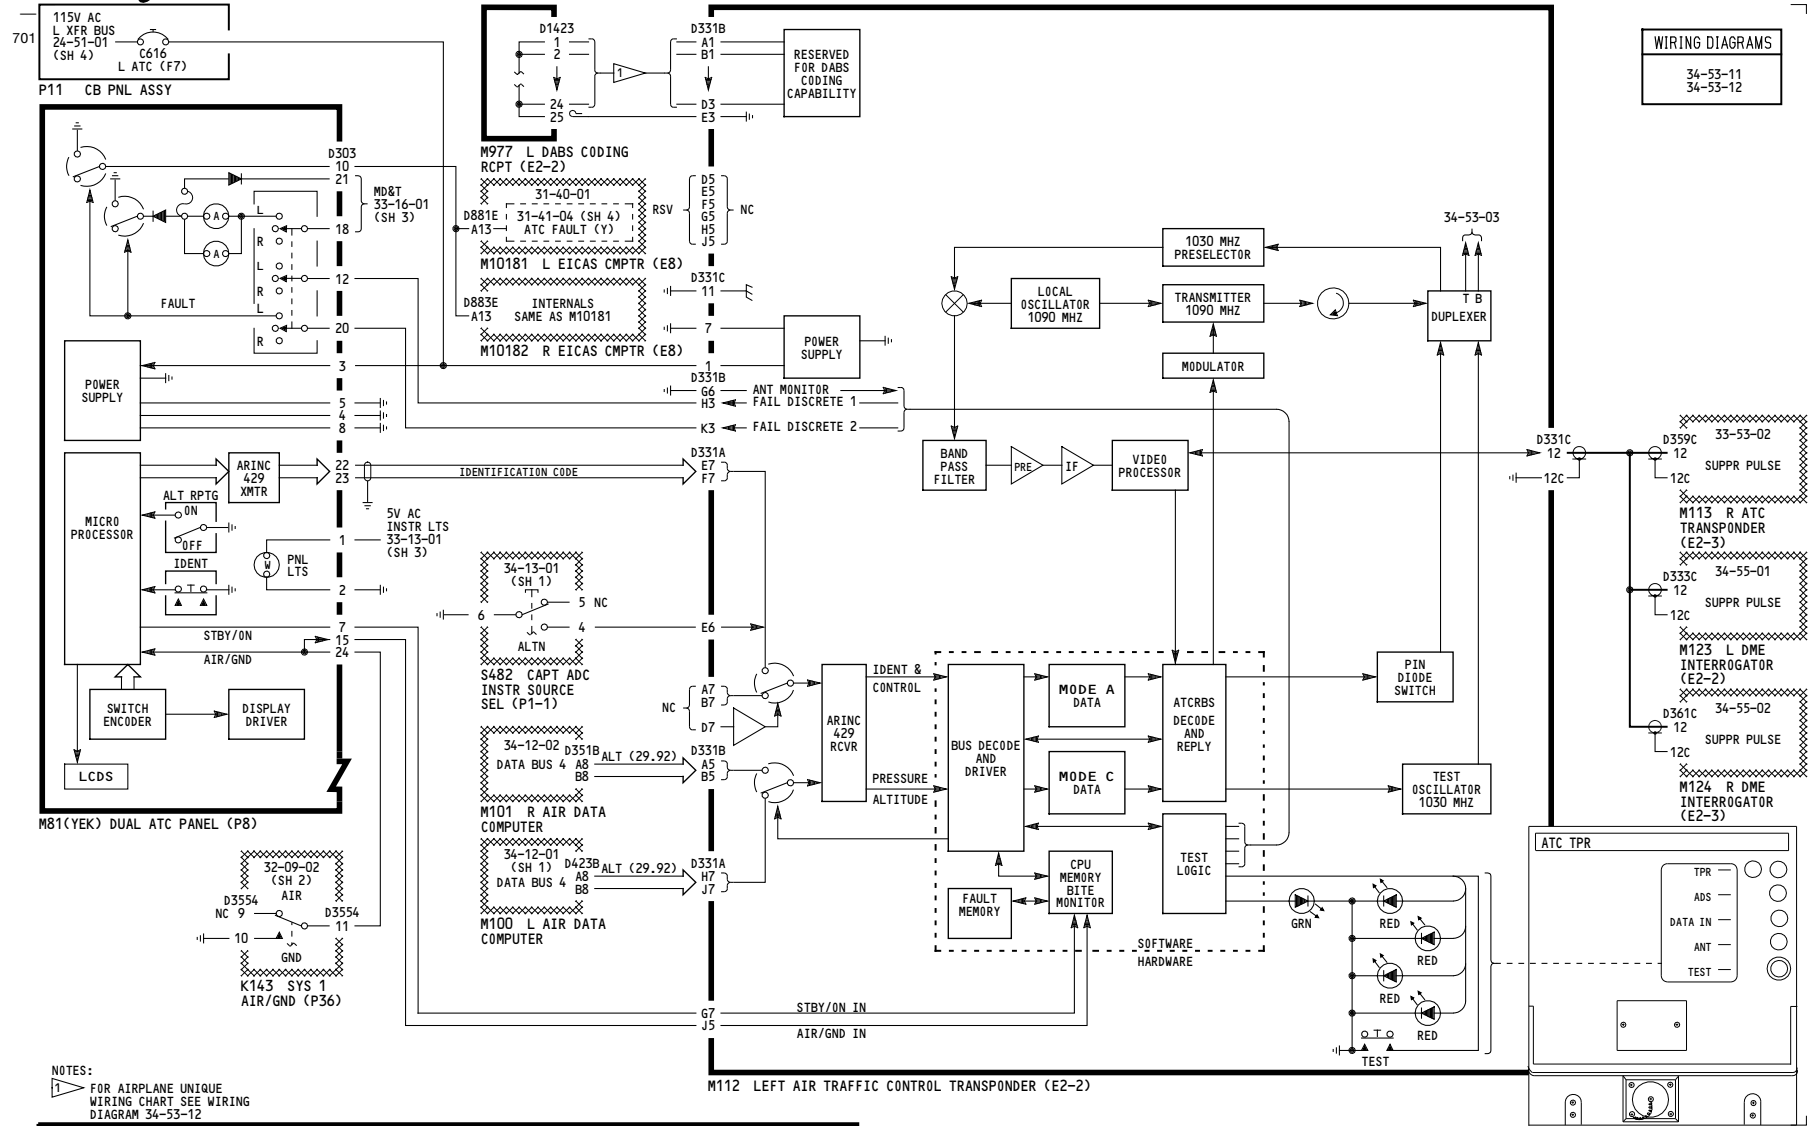 701
115V AC
L XFR BUS
24-51-01
(SH 4)
C616
L ATC (F7)
P11 CB PNL ASSY
D303
10
21
18
12
20
3
5
4
8
22
23
1
2
7
15
24
MD&T
33-16-01
(SH 3)
L
R
L
R
L
R
A
A
FAULT
POWER
SUPPLY
MICRO
PROCESSOR
ARINC
429
XMTR
ALT RPTG
ON
OFF
IDENT
T
W
PNL
LTS
5V AC
INSTR LTS
33-13-01
(SH 3)
STBY/ON
AIR/GND
SWITCH
ENCODER
DISPLAY
DRIVER
LCDS
M81(YEK) DUAL ATC PANEL (P8)
32-09-02
(SH 2)
AIR
D3554
NC 9
10
D3554
11
GND
K143 SYS 1
AIR/GND (P36)
NOTES:
1 FOR AIRPLANE UNIQUE
WIRING CHART SEE WIRING
DIAGRAM 34-53-12
D1423
1
2
24
25
1
M977 L DABS CODING
RCPT (E2-2)
31-40-01
D881E
A13
31-41-04 (SH 4)
ATC FAULT (Y)
M10181 L EICAS CMPTR (E8)
D883E
A13
INTERNALS
SAME AS M10181
M10182 R EICAS CMPTR (E8)
IDENTIFICATION CODE
34-13-01
(SH 1)
T
5 NC
6
4
ALTN
S482 CAPT ADC
INSTR SOURCE
SEL (P1-1)
34-12-02
DATA BUS 4
D351B
A8
B8
ALT (29.92)
M101 R AIR DATA
COMPUTER
34-12-01
(SH 1)
DATA BUS 4
D423B
A8
B8
ALT (29.92)
M100 L AIR DATA
COMPUTER
D331B
A1
B1
D3
E3
RESERVED
FOR DABS
CODING
CAPABILITY
RSV
D5
E5
F5
G5
H5
J5
NC
D331C
11
7
1
POWER
SUPPLY
D331B
G6
H3
K3
ANT MONITOR
FAIL DISCRETE 1
FAIL DISCRETE 2
D331A
E7
F7
E6
NC
A7
B7
D7
D331B
A5
B5
D331A
H7
J7
G7
J5
STBY/ON IN
AIR/GND IN
ARINC
429
RCVR
IDENT &
CONTROL
PRESSURE
ALTITUDE
BUS DECODE
AND
DRIVER
MODE A
DATA
MODE C
DATA
ATCRBS
DECODE
AND
REPLY
TEST
LOGIC
CPU
MEMORY
BITE
MONITOR
FAULT
MEMORY
SOFTWARE
HARDWARE
1030 MHZ
PRESELECTOR
LOCAL
OSCILLATOR
1090 MHZ
TRANSMITTER
1090 MHZ
MODULATOR
34-53-03
T B
DUPLEXER
BAND
PASS
FILTER
PRE
IF
VIDEO
PROCESSOR
PIN
DIODE
SWITCH
TEST
OSCILLATOR
1030 MHZ
GRN
RED
RED
RED
RED
T
TEST
M112 LEFT AIR TRAFFIC CONTROL TRANSPONDER (E2-2)
WIRING DIAGRAMS
34-53-11
34-53-12
D331C
12
12C
D359C
12
12C
33-53-02
SUPPR PULSE
M113 R ATC
TRANSPONDER
(E2-3)
D333C
12
12C
34-55-01
SUPPR PULSE
M123 L DME
INTERROGATOR
(E2-2)
D361C
12
12C
34-55-02
SUPPR PULSE
M124 R DME
INTERROGATOR
(E2-3)
ATC TPR
TPR
ADS
DATA IN
ANT
TEST